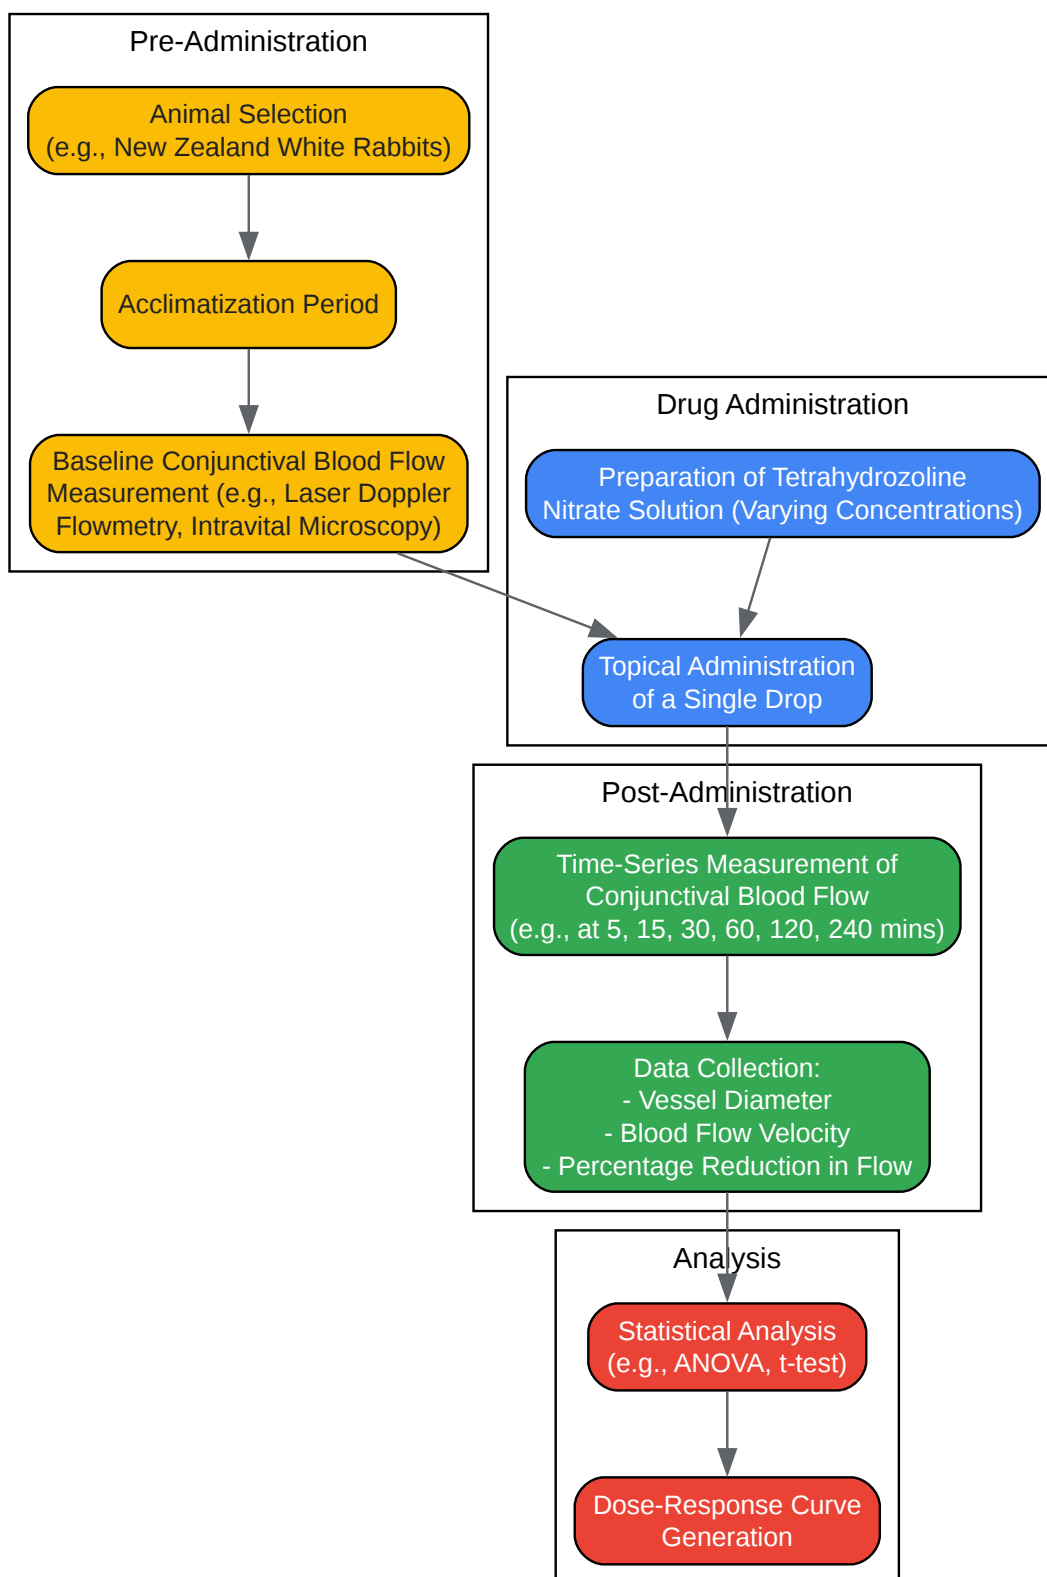 Pre-Administration
Animal Selection
(e.g., New Zealand White Rabbits)
Acclimatization Period
Baseline Conjunctival Blood Flow
Measurement (e.g., Laser Doppler
Flowmetry, Intravital Microscopy)
Drug Administration
Preparation of Tetrahydrozoline
Nitrate Solution (Varying Concentrations)
Topical Administration
of a Single Drop
Post-Administration
Time-Series Measurement of
Conjunctival Blood Flow
(e.g., at 5, 15, 30, 60, 120, 240 mins)
Data Collection:
- Vessel Diameter
- Blood Flow Velocity
- Percentage Reduction in Flow
Analysis
Statistical Analysis
(e.g., ANOVA, t-test)
Dose-Response Curve
Generation